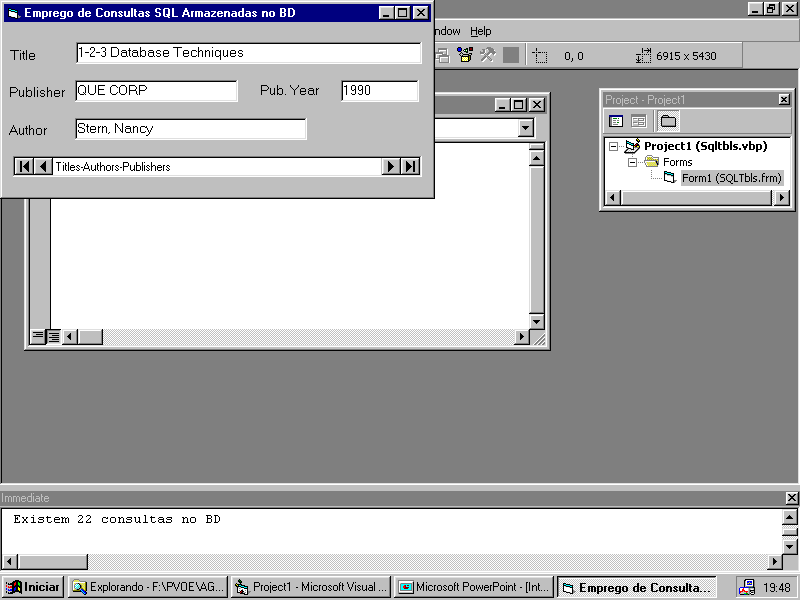 Emprego de Consultas SQL Armazenadas no BD
Title 1-2-3 Database Techniques
Publisher QUE CORP Pub. Year 1990
Author Stern, Nancy
Titles-Authors-Publishers
ndow Help
0, 0 6915 x 5430
Project - Project1
Project1 (Sqltbls.vbp)
Forms
Form1 (SQLTbls.frm)
Immediate
Existem 22 consultas no BD
Iniciar Explorando - F:\PVOE\AG... Project1 - Microsoft Visual ... Microsoft PowerPoint - [Int... Emprego de Consulta... 19:48